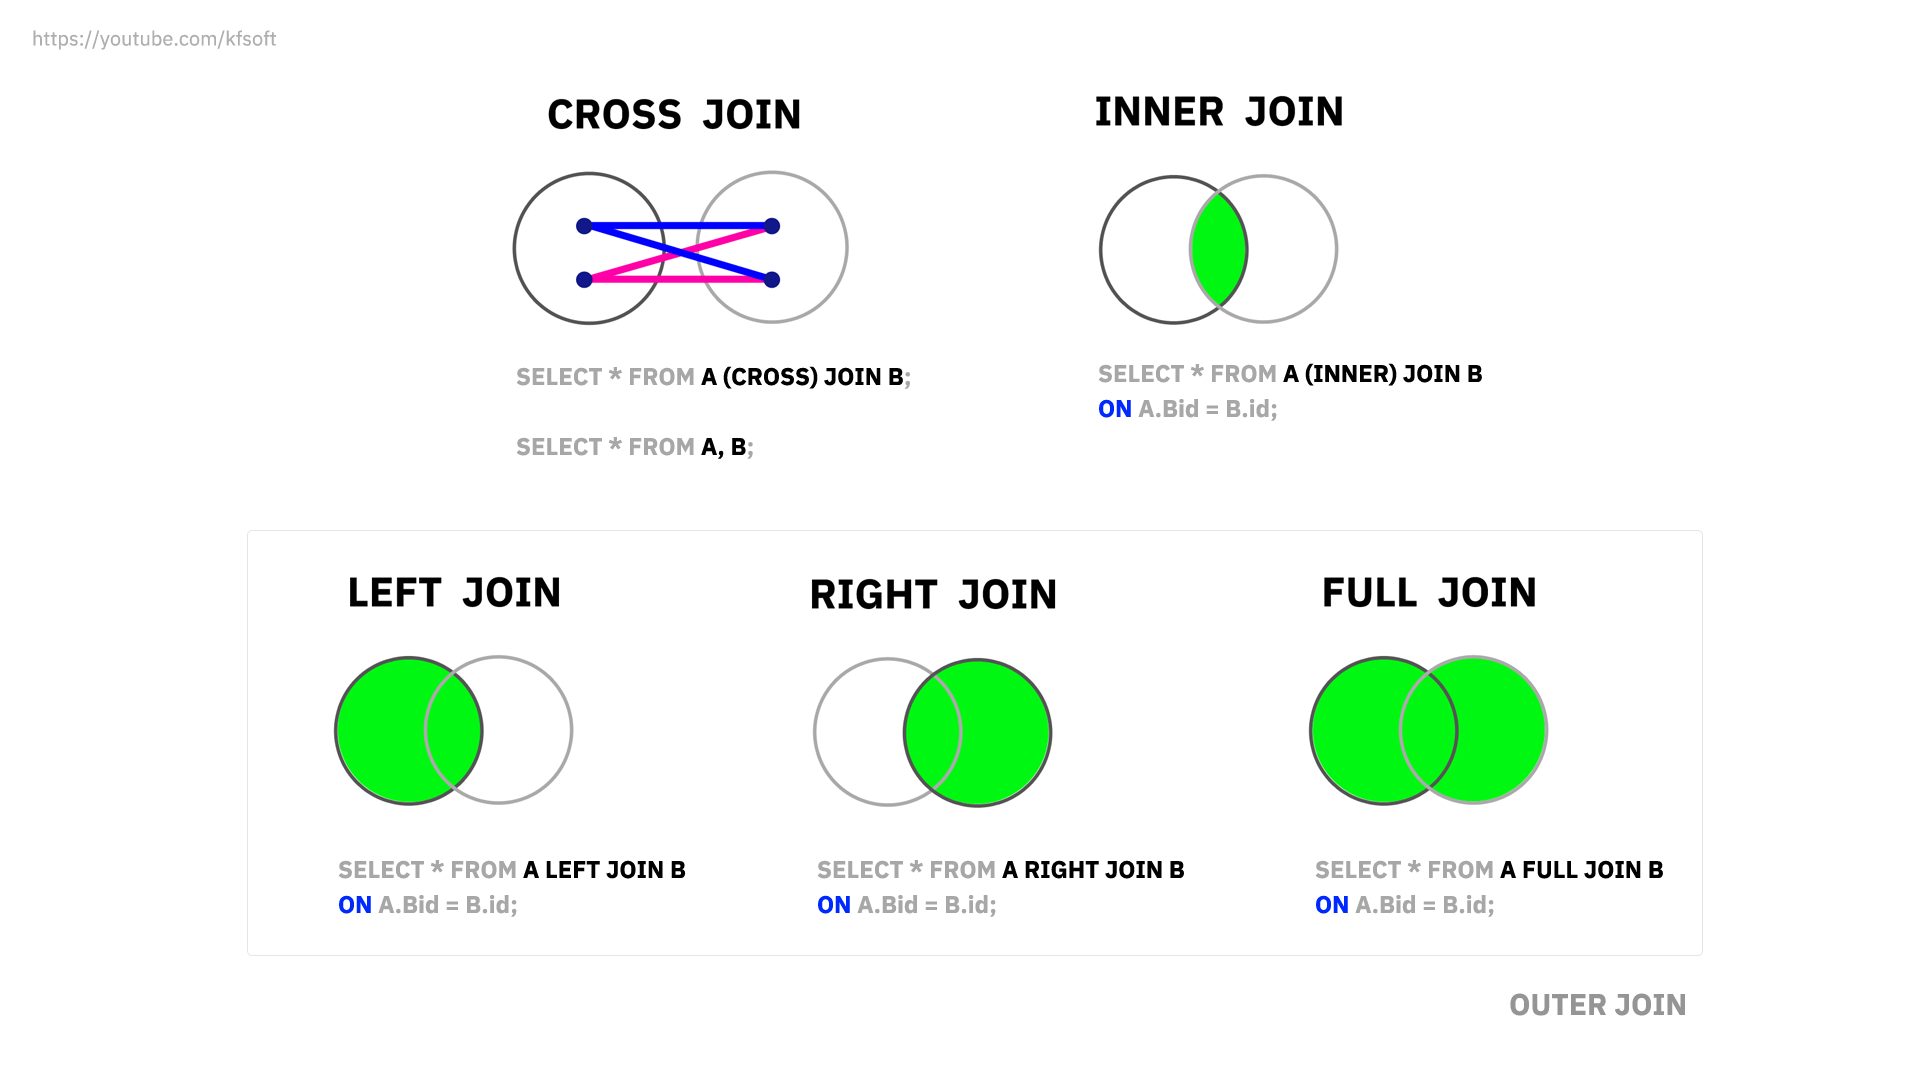 https://youtube.com/kfsoft
CROSS JOIN
INNER JOIN
SELECT * FROM A (CROSS) JOIN B;
SELECT * FROM A, B;
SELECT * FROM A (INNER) JOIN B
ON A.Bid = B.id;
LEFT JOIN
RIGHT JOIN
FULL JOIN
SELECT * FROM A LEFT JOIN B
ON A.Bid = B.id;
SELECT * FROM A RIGHT JOIN B
ON A.Bid = B.id;
SELECT * FROM A FULL JOIN B
ON A.Bid = B.id;
OUTER JOIN